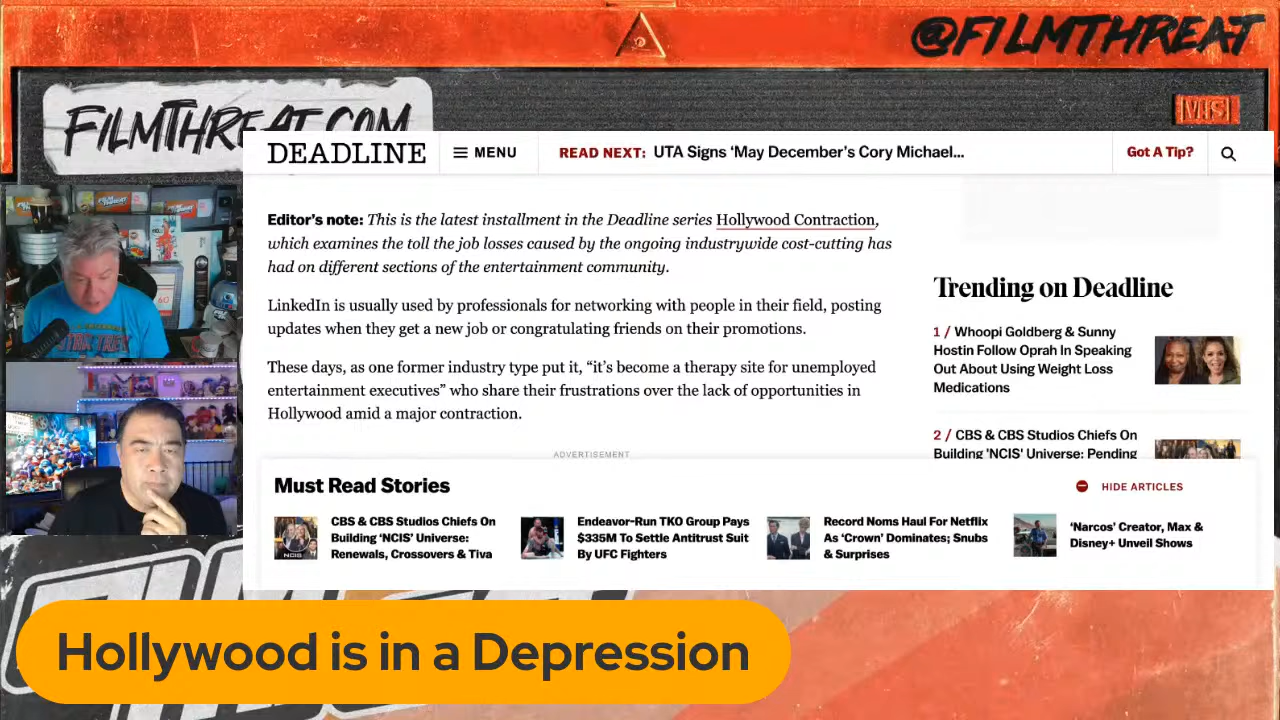 @FILMTHREAT
FILMTHREAT.COM
DEADLINE
MENU
READ NEXT: UTA Signs ‘May December’s Cory Michael...
Got A Tip?
Editor’s note: This is the latest installment in the Deadline series Hollywood Contraction,
which examines the toll the job losses caused by the ongoing industrywide cost-cutting has
had on different sections of the entertainment community.
LinkedIn is usually used by professionals for networking with people in their field, posting
updates when they get a new job or congratulating friends on their promotions.
These days, as one former industry type put it, “it’s become a therapy site for unemployed
entertainment executives” who share their frustrations over the lack of opportunities in
Hollywood amid a major contraction.
ADVERTISEMENT
Trending on Deadline
1 / Whoopi Goldberg & Sunny
Hostin Follow Oprah In Speaking
Out About Using Weight Loss
Medications
2 / CBS & CBS Studios Chiefs On
Building 'NCIS' Universe: Pending
Must Read Stories
HIDE ARTICLES
CBS & CBS Studios Chiefs On
Building ‘NCIS’ Universe:
Renewals, Crossovers & Tiva
Endeavor-Run TKO Group Pays
$335M To Settle Antitrust Suit
By UFC Fighters
Record Noms Haul For Netflix
As ‘Crown’ Dominates; Snubs
& Surprises
‘Narcos’ Creator, Max &
Disney+ Unveil Shows
Hollywood is in a Depression